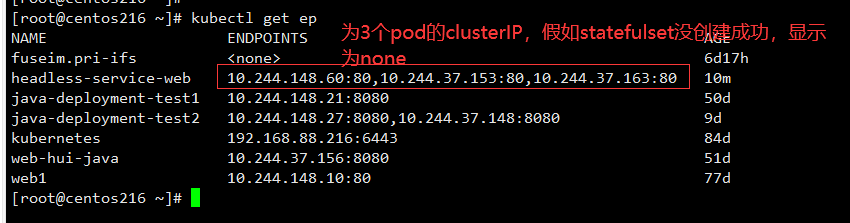 [root@centos216 ~]#
[root@centos216 ~]# kubectl get ep
为3个pod的clusterIP，假如statefulset没创建成功，显示
为none
NAME ENDPOINTS AGE
fuseim.pri-ifs <none> 6d17h
headless-service-web 10.244.148.60:80,10.244.37.153:80,10.244.37.163:80 10m
java-deployment-test1 10.244.148.21:8080 50d
java-deployment-test2 10.244.148.27:8080,10.244.37.148:8080 9d
kubernetes 192.168.88.216:6443 84d
web-hui-java 10.244.37.156:8080 51d
web1 10.244.148.10:80 77d
[root@centos216 ~]#